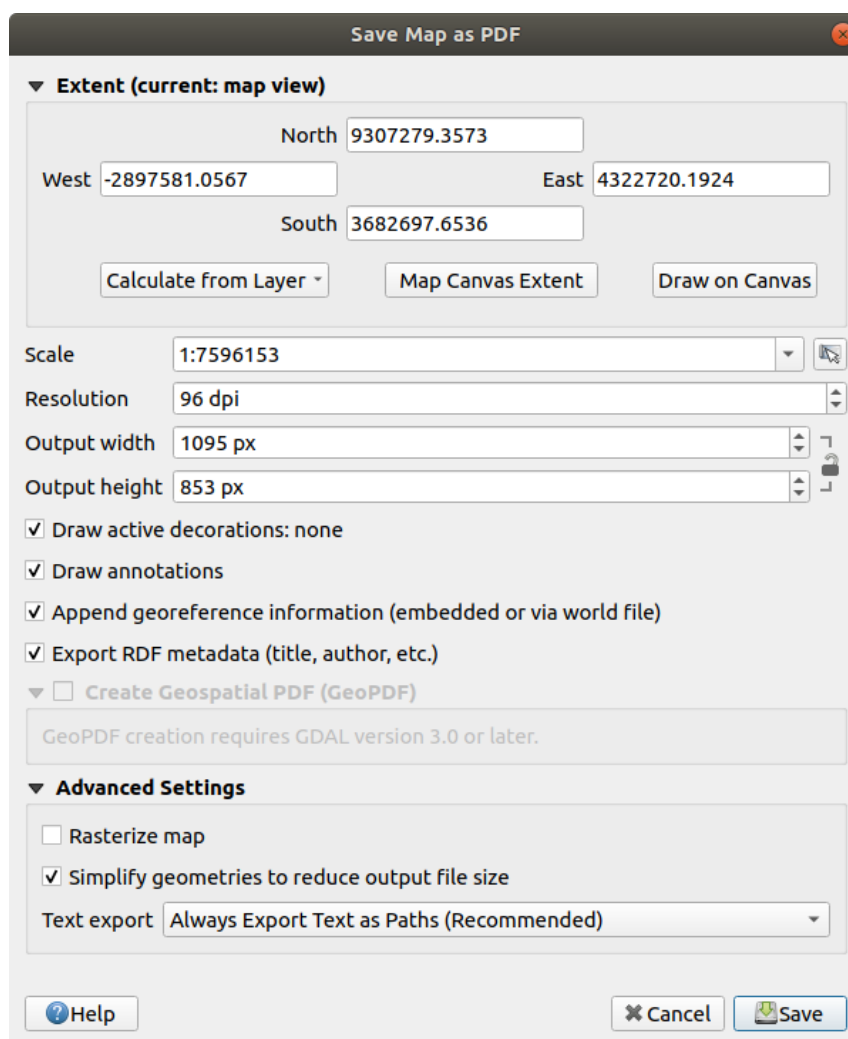 Save Map as PDF
Extent (current: map view)
North 9307279.3573
West -2897581.0567 East 4322720.1924
South 3682697.6536
Calculate from Layer Map Canvas Extent Draw on Canvas
Scale 1:7596153
Resolution 96 dpi
Output width 1095 px
Output height 853 px
Draw active decorations: none
Draw annotations
Append georeference information (embedded or via world file)
Export RDF metadata (title, author, etc.)
Create Geospatial PDF (GeoPDF)
GeoPDF creation requires GDAL version 3.0 or later.
Advanced Settings
Rasterize map
Simplify geometries to reduce output file size
Text export Always Export Text as Paths (Recommended)
Help Cancel Save